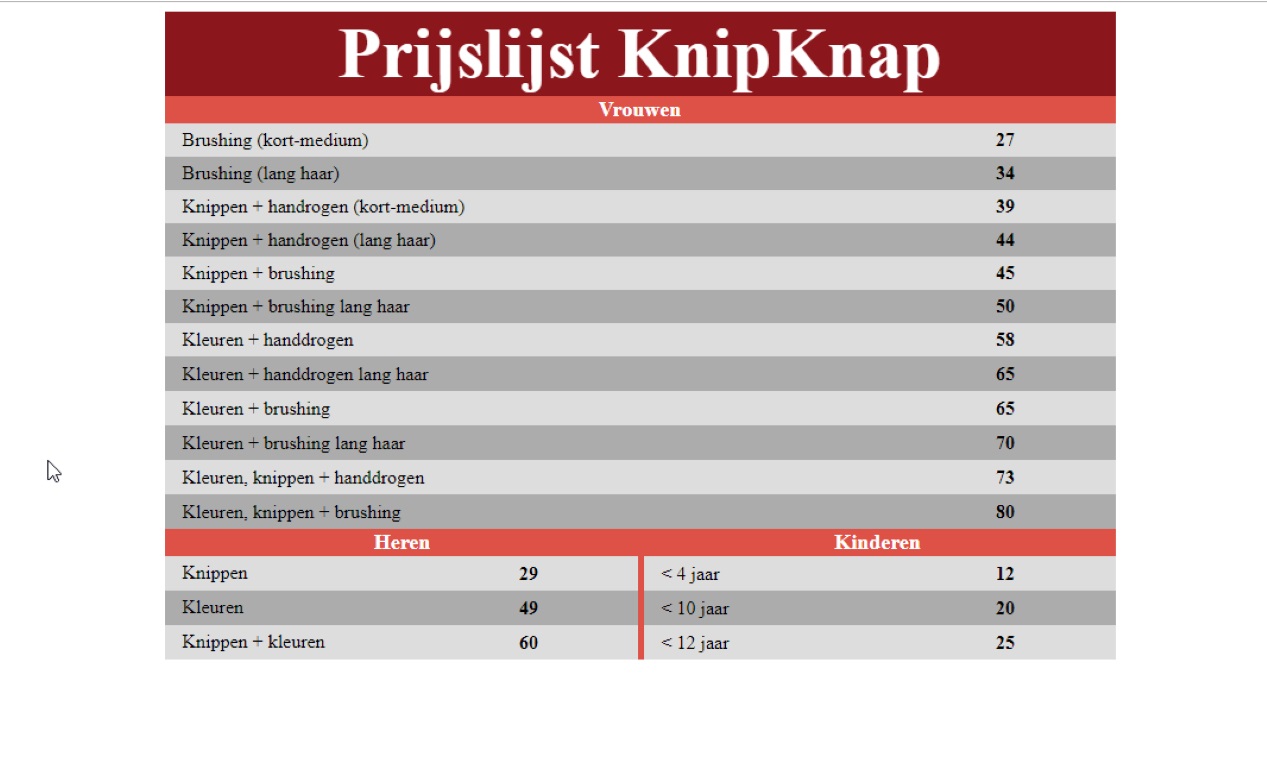 Prijslijst KnipKnap
Vrouwen
Brushing (kort-medium) 27
Brushing (lang haar) 34
Knippen + handrogen (kort-medium) 39
Knippen + handrogen (lang haar) 44
Knippen + brushing 45
Knippen + brushing lang haar 50
Kleuren + handdrogen 58
Kleuren + handdrogen lang haar 65
Kleuren + brushing 65
Kleuren + brushing lang haar 70
Kleuren, knippen + handdrogen 73
Kleuren, knippen + brushing 80
Heren Kinderen
Knippen 29 < 4 jaar 12
Kleuren 49 < 10 jaar 20
Knippen + kleuren 60 < 12 jaar 25